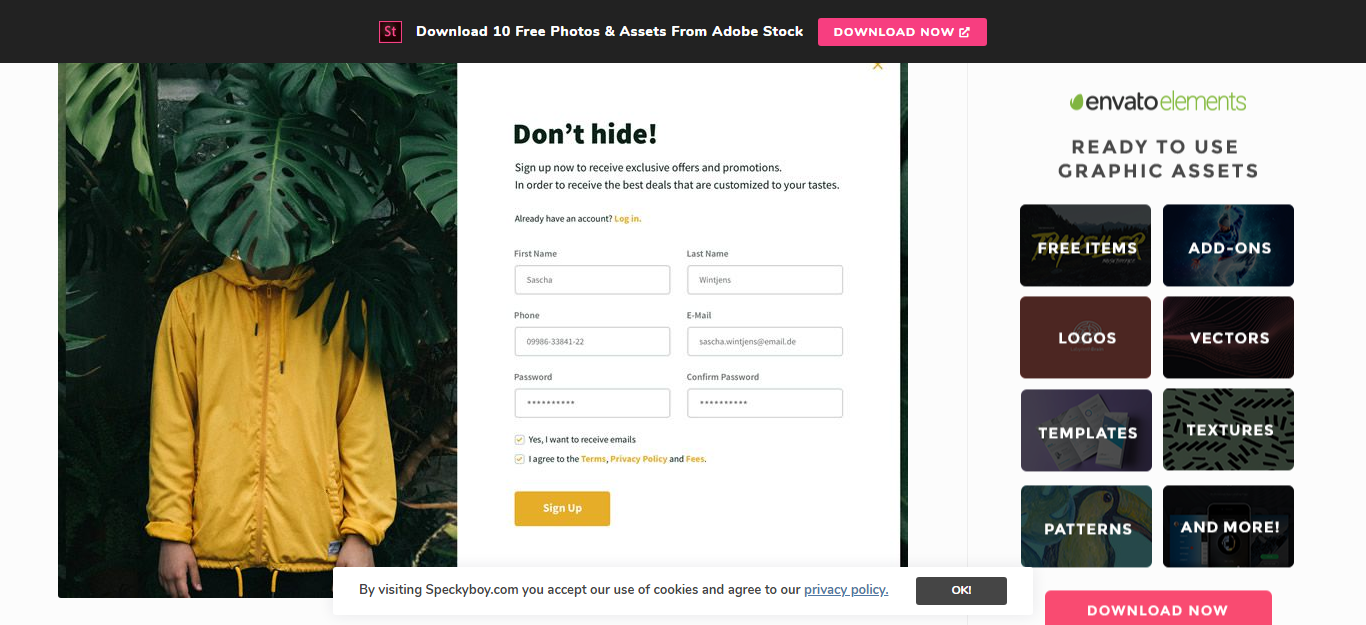 St Download 10 Free Photos & Assets From Adobe Stock DOWNLOAD NOW
Don't hide!
Sign up now to receive exclusive offers and promotions.
In order to receive the best deals that are customized to your tastes.
Already have an account? Log in.
First Name Last Name
Sascha Wintjens
Phone E-Mail
09986-33841-22 sascha.wintjens@email.de
Password Confirm Password
********** **********
Yes, I want to receive emails
I agree to the Terms, Privacy Policy and Fees.
Sign Up
envato elements
READY TO USE
GRAPHIC ASSETS
FREE ITEMS ADD-ONS
LOGOS VECTORS
TEMPLATES TEXTURES
PATTERNS AND MORE!
DOWNLOAD NOW
By visiting Speckyboy.com you accept our use of cookies and agree to our privacy policy. OK!